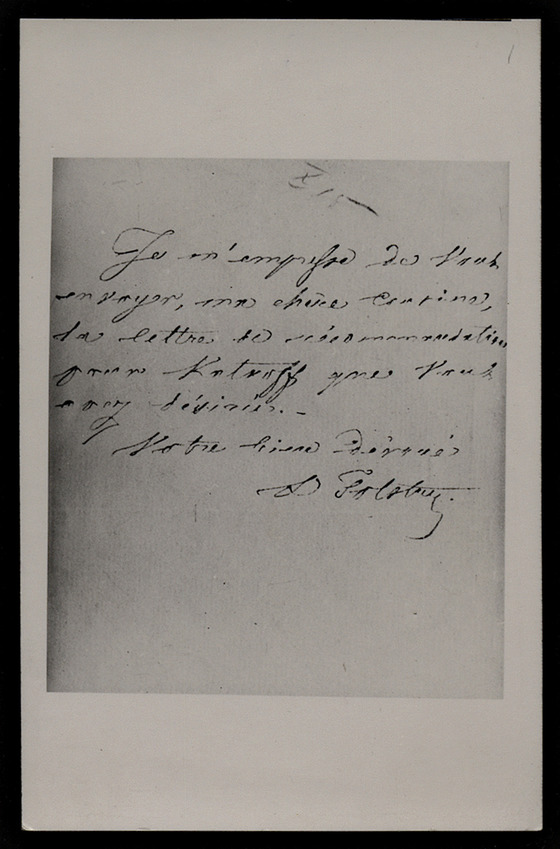 Je m'empresse de Vous
envoyer, ma chère Cousine,
la lettre de récommandation
pour Katkoff que Vous
avez désirée. _
Votre bien dévoué
A Tolstoy.